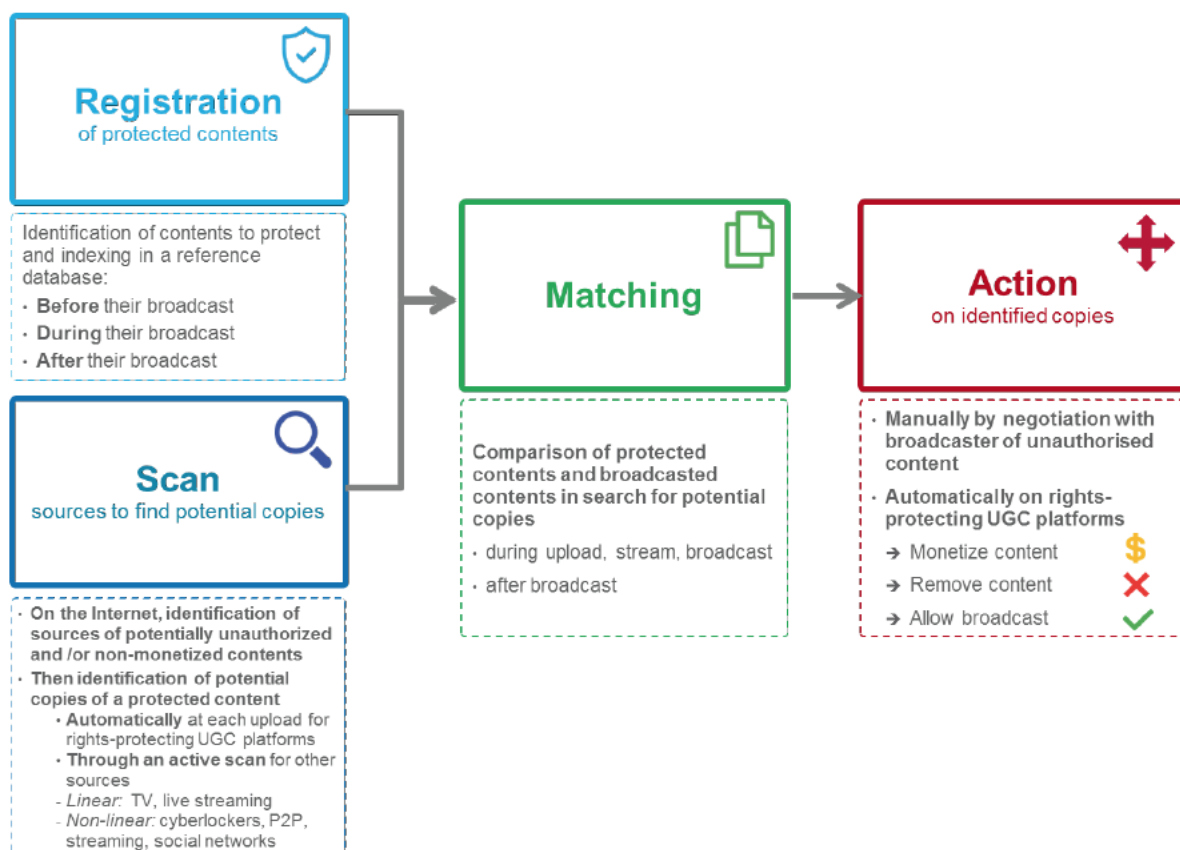 Registration
of protected contents
Identification of contents to protect
and indexing in a reference
database:
· Before their broadcast
· During their broadcast
· After their broadcast
Scan
sources to find potential copies
· On the Internet, identification of
sources of potentially unauthorized
and /or non-monetized contents
· Then identification of potential
copies of a protected content
· Automatically at each upload for
rights-protecting UGC platforms
· Through an active scan for other
sources
- Linear: TV, live streaming
- Non-linear: cyberlockers, P2P,
streaming, social networks
Matching
Comparison of protected
contents and broadcasted
contents in search for potential
copies
· during upload, stream, broadcast
· after broadcast
Action
on identified copies
· Manually by negotiation with
broadcaster of unauthorised
content
· Automatically on rights-
protecting UGC platforms
→ Monetize content $
→ Remove content
→ Allow broadcast